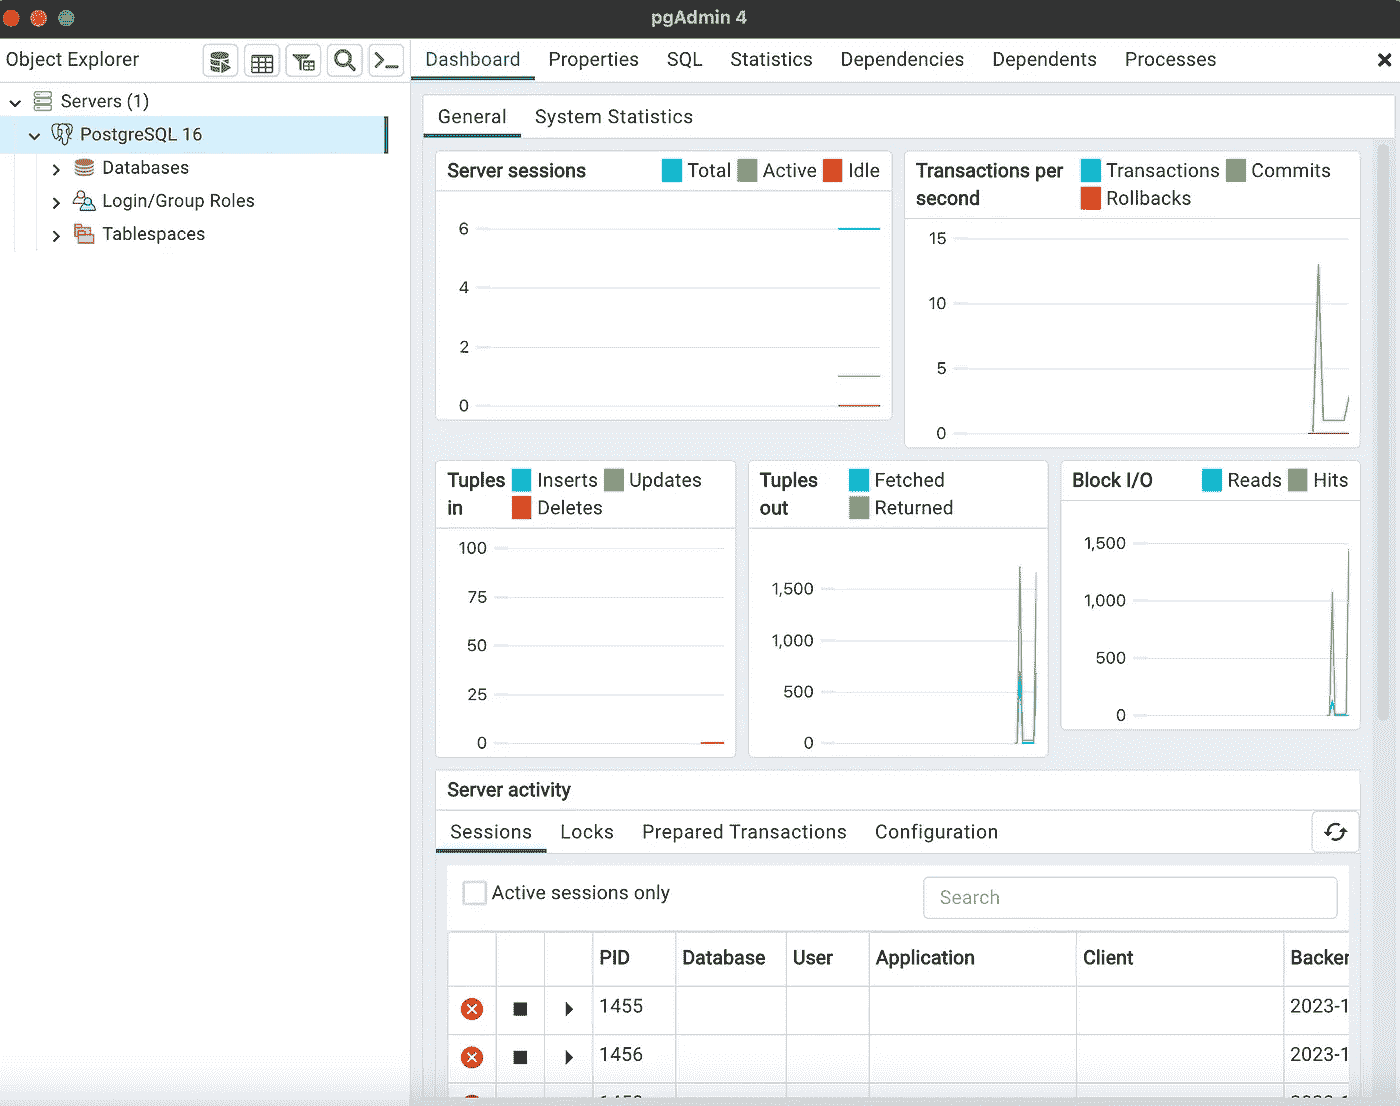 pgAdmin 4
Object Explorer
Dashboard Properties SQL Statistics Dependencies Dependents Processes
Servers (1)
PostgreSQL 16
Databases
Login/Group Roles
Tablespaces
General System Statistics
Server sessions Total Active Idle
6
4
2
0
Transactions per second Transactions Commits Rollbacks
15
10
5
0
Tuples in Inserts Updates Deletes
100
75
50
25
0
Tuples out Fetched Returned
1,500
1,000
500
0
Block I/O Reads Hits
1,500
1,000
500
0
Server activity
Sessions Locks Prepared Transactions Configuration
Active sessions only Search
PID Database User Application Client Backen
1455 2023-1
1456 2023-1